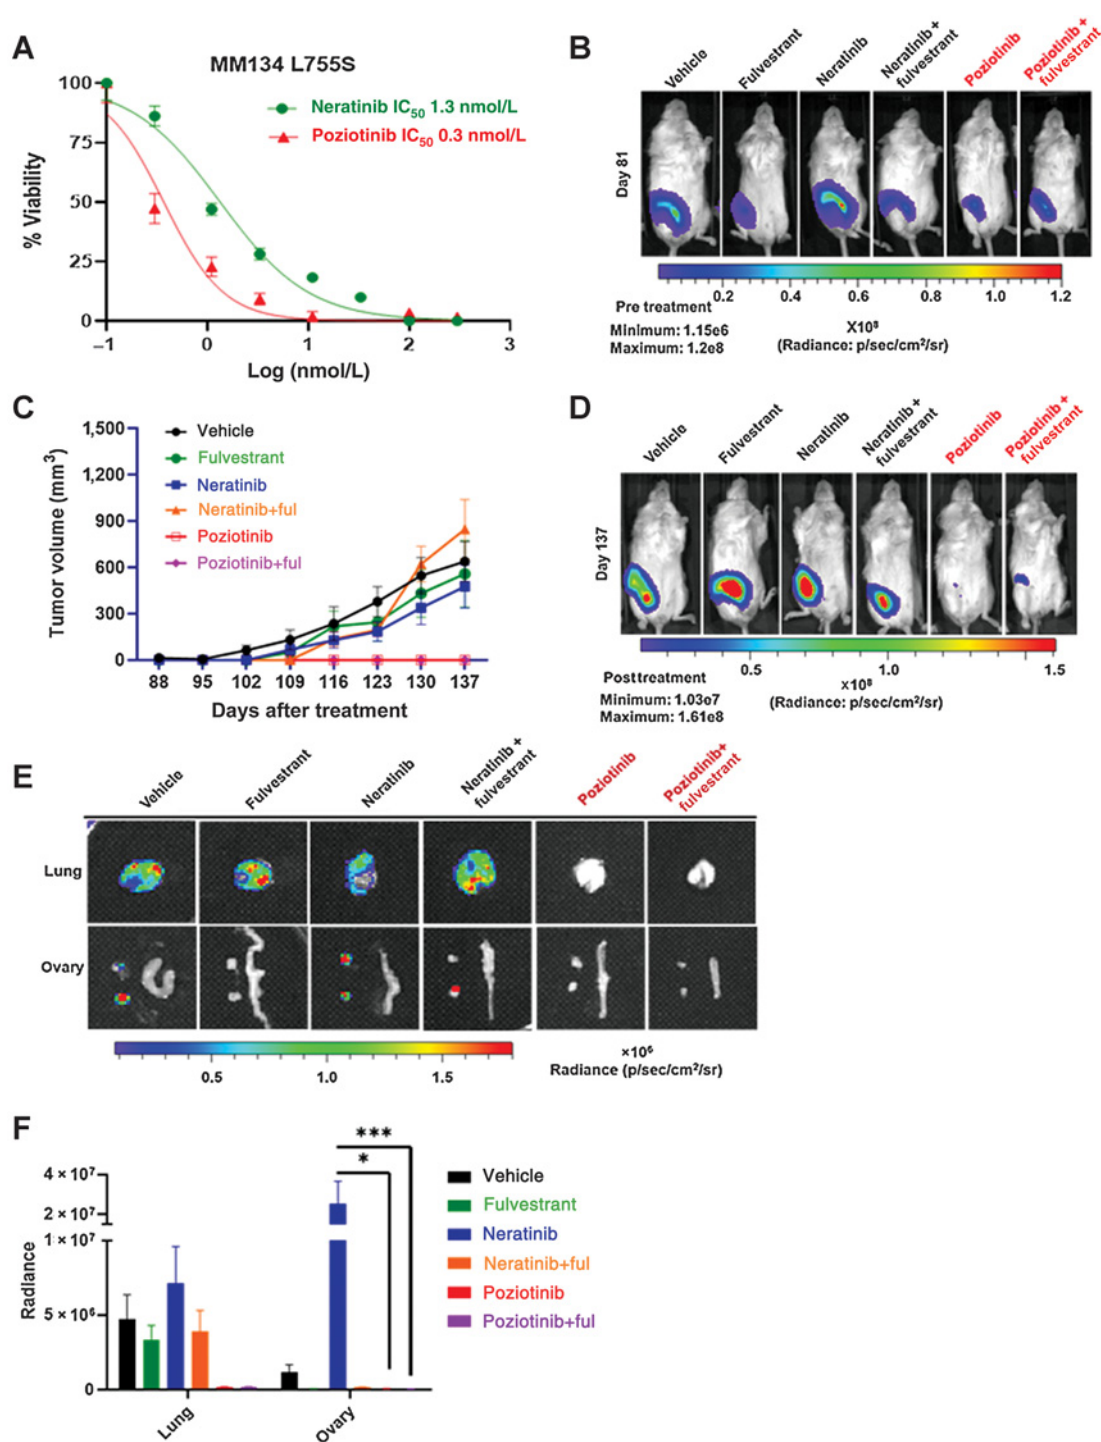 A
MM134 L755S
% Viability
100
75
50
25
0
Neratinib IC50 1.3 nmol/L
Poziotinib IC50 0.3 nmol/L
−1
0
1
2
3
Log (nmol/L)
B
Vehicle
Fulvestrant
Neratinib
Neratinib+
fulvestrant
Poziotinib
Poziotinib+
fulvestrant
Day 81
0.2
0.4
0.6
0.8
1.0
1.2
Pre treatment
Minimum: 1.15e6
Maximum: 1.2e8
X10⁸
(Radiance: p/sec/cm²/sr)
C
Tumor volume (mm³)
1,500
1,200
900
600
300
0
Vehicle
Fulvestrant
Neratinib
Neratinib+ful
Poziotinib
Poziotinib+ful
88
95
102
109
116
123
130
137
Days after treatment
D
Vehicle
Fulvestrant
Neratinib
Neratinib+
fulvestrant
Poziotinib
Poziotinib+
fulvestrant
Day 137
0.5
1.0
1.5
Posttreatment
Minimum: 1.03e7
Maximum: 1.61e8
×10⁸
(Radiance: p/sec/cm²/sr)
E
Vehicle
Fulvestrant
Neratinib
Neratinib +
fulvestrant
Poziotinib
Poziotinib+
fulvestrant
Lung
Ovary
0.5
1.0
1.5
×10⁶
Radiance (p/sec/cm²/sr)
F
Radiance
4 × 10⁷
2 × 10⁷
1 × 10⁷
5 × 10⁶
0
***
*
Vehicle
Fulvestrant
Neratinib
Neratinib+ful
Poziotinib
Poziotinib+ful
Lung
Ovary